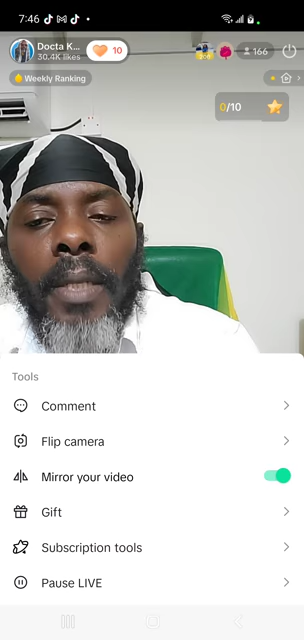 7:46
Docta K...
30.4K likes
10
200
166
Weekly Ranking
0/10
Tools
Comment
Flip camera
Mirror your video
Gift
Subscription tools
Pause LIVE